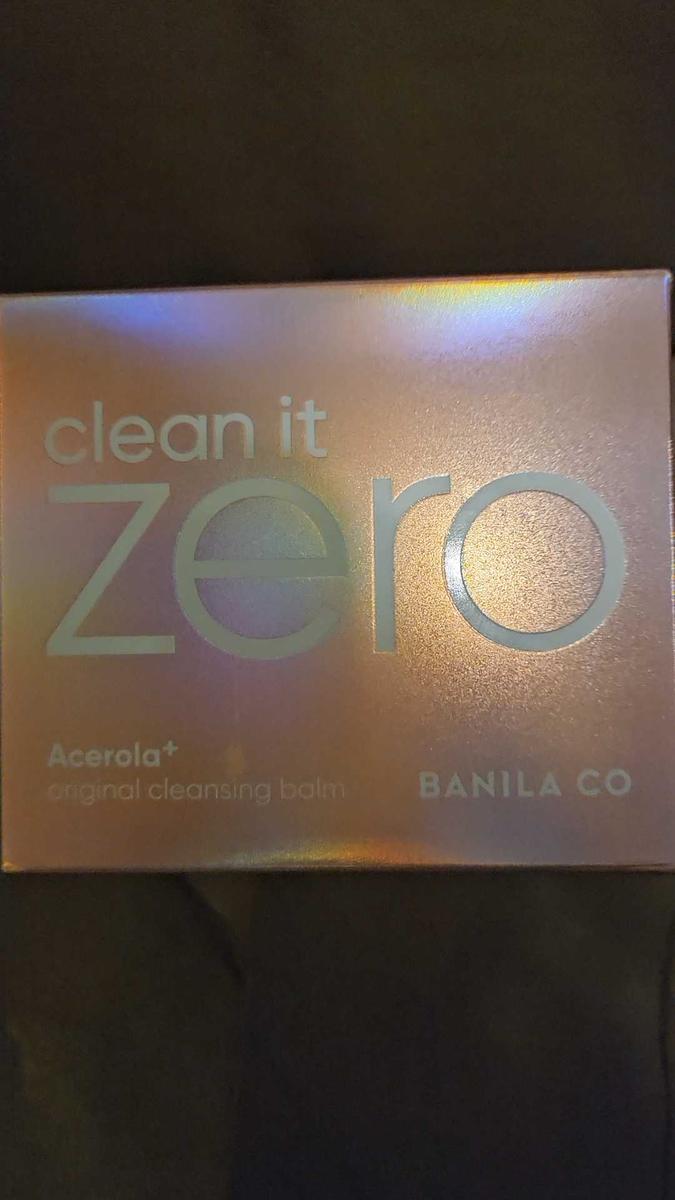 clean it
zero
Acerola⁺
original cleansing balm
BANILA CO